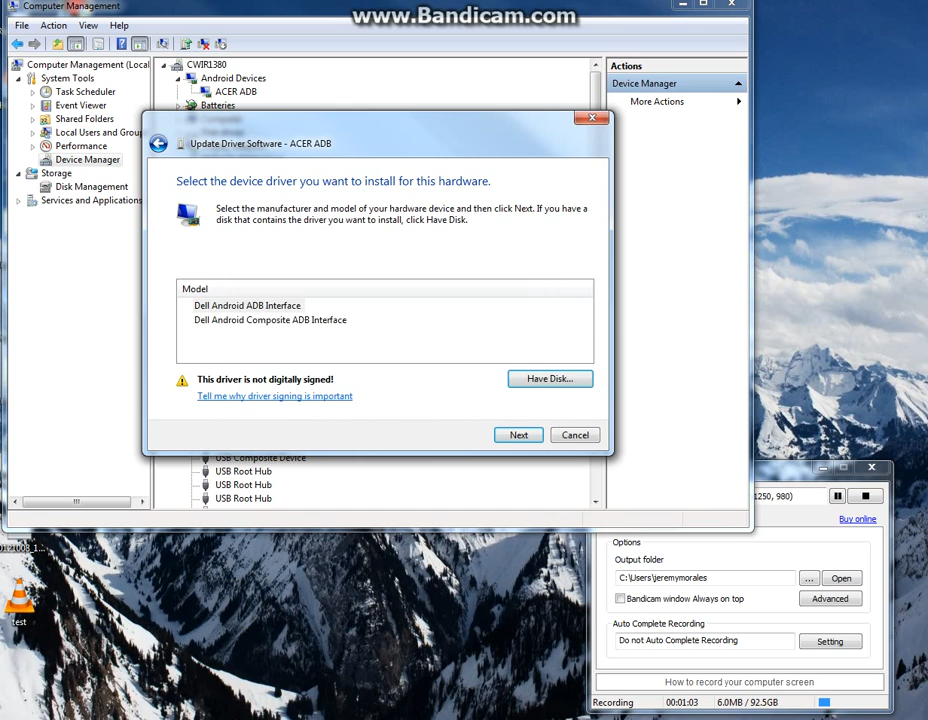 Computer Management
www.Bandicam.com
File Action View Help
Computer Management (Local
System Tools
Task Scheduler
Event Viewer
Shared Folders
Local Users and Group
Performance
Device Manager
Storage
Disk Management
Services and Applications
CWIR1380
Android Devices
ACER ADB
Batteries
Actions
Device Manager
More Actions
Update Driver Software - ACER ADB
Select the device driver you want to install for this hardware.
Select the manufacturer and model of your hardware device and then click Next. If you have a
disk that contains the driver you want to install, click Have Disk.
Model
Dell Android ADB Interface
Dell Android Composite ADB Interface
This driver is not digitally signed!
Tell me why driver signing is important
Have Disk...
Next Cancel
USB Composite Device
USB Root Hub
USB Root Hub
USB Root Hub
1250, 980)
Buy online
Options
Output folder
C:\Users\jeremymorales
... Open
Bandicam window Always on top
Advanced
Auto Complete Recording
Do not Auto Complete Recording
Setting
How to record your computer screen
Recording 00:01:03 6.0MB / 92.5GB
test